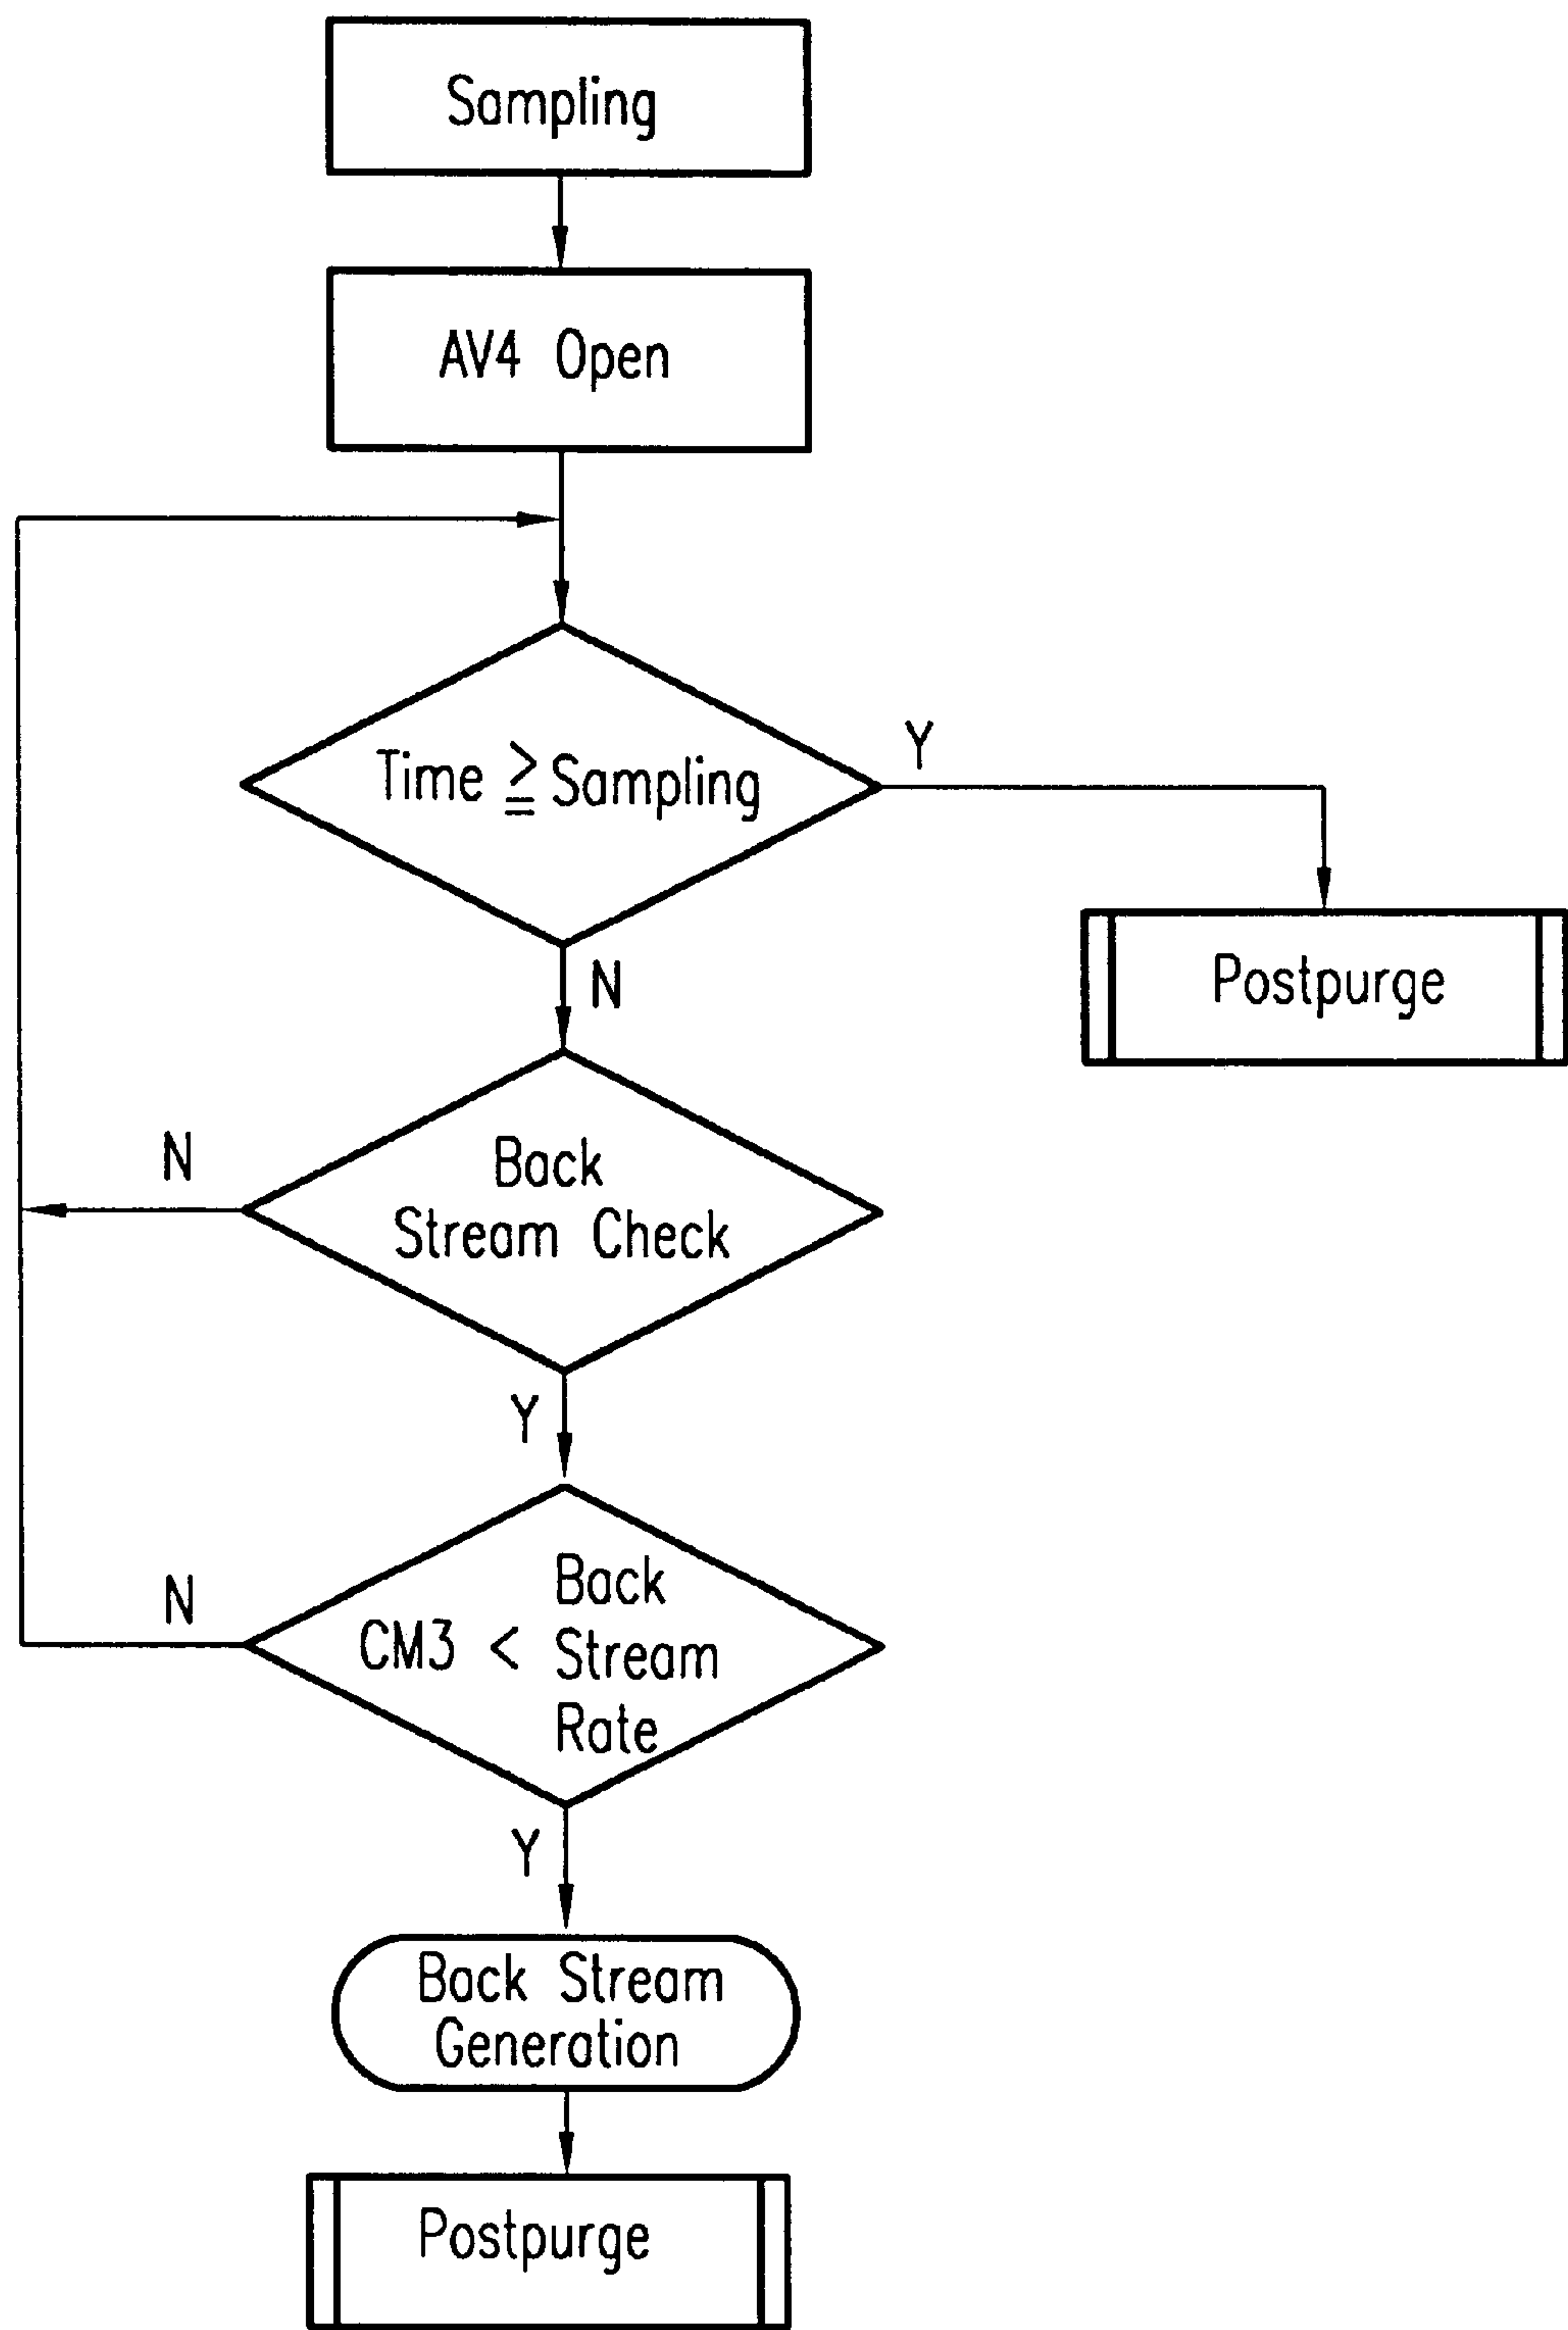 Sampling
AV4 Open
Time ≧ Sampling
Y
Postpurge
N
Back
Stream Check
N
Y
Back
CM3 < Stream
Rate
N
Y
Back Stream
Generation
Postpurge